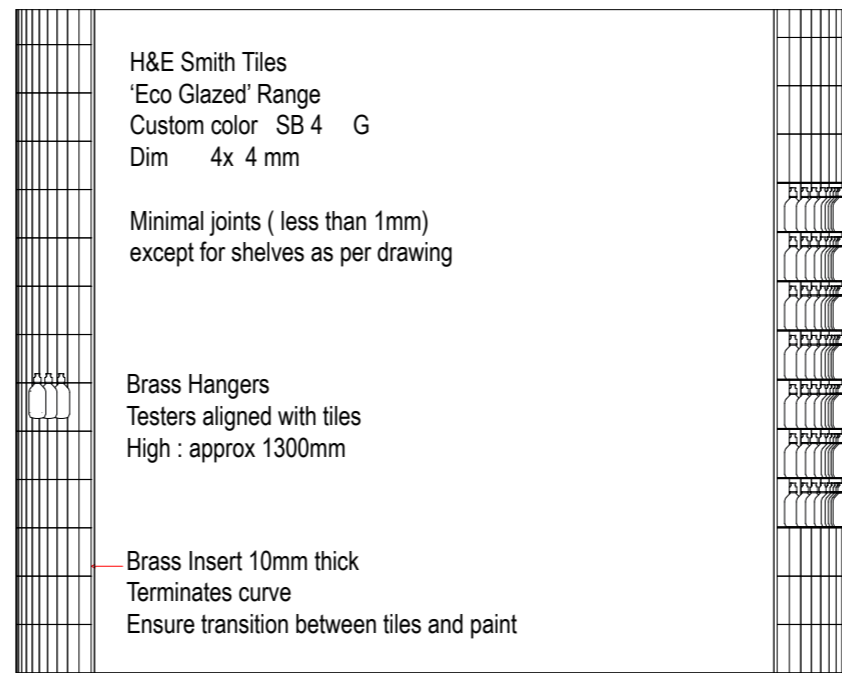 H&E Smith Tiles
‘Eco Glazed’ Range
Custom color SB 4 G
Dim 4x 4 mm
Minimal joints ( less than 1mm)
except for shelves as per drawing
Brass Hangers
Testers aligned with tiles
High : approx 1300mm
Brass Insert 10mm thick
Terminates curve
Ensure transition between tiles and paint